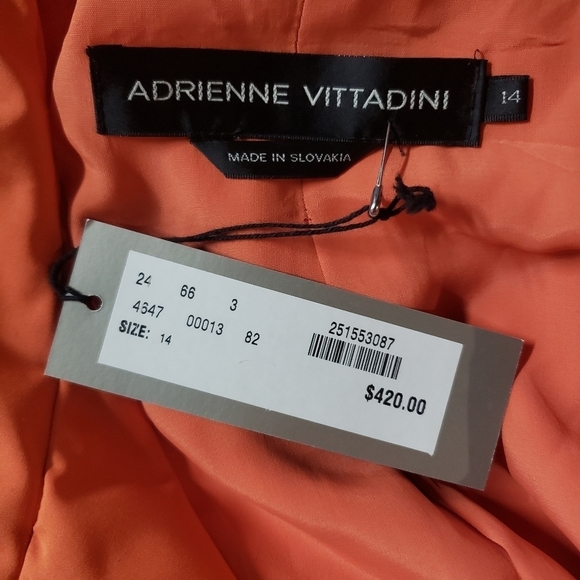 ADRIENNE VITTADINI
14
MADE IN SLOVAKIA
24 66 3
4647 00013 82
SIZE: 14
251553087
$420.00